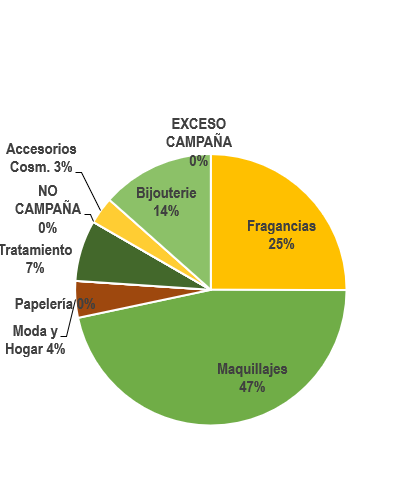 EXCESO
CAMPAÑA
0%
Accesorios
Cosm. 3%
Bijouterie
14%
NO
CAMPAÑA
0%
Fragancias
25%
Tratamiento
7%
Papelería 0%
Moda y
Hogar 4%
Maquillajes
47%